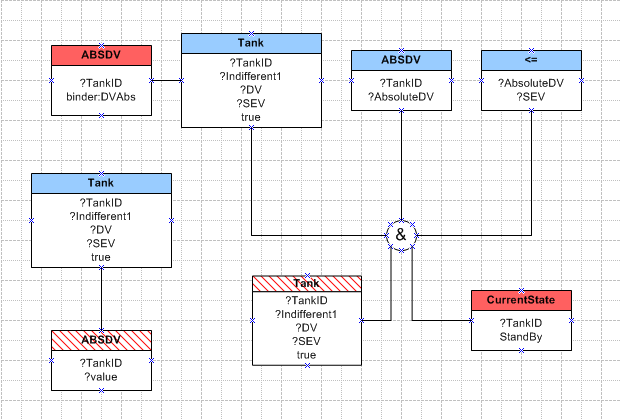 ABSDV
?TankID
binder:DVAbs
Tank
?TankID
?Indifferent1
?DV
?SEV
true
ABSDV
?TankID
?AbsoluteDV
<=
?AbsoluteDV
?SEV
Tank
?TankID
?Indifferent1
?DV
?SEV
true
&
ABSDV
?TankID
?value
Tank
?TankID
?Indifferent1
?DV
?SEV
true
CurrentState
?TankID
StandBy